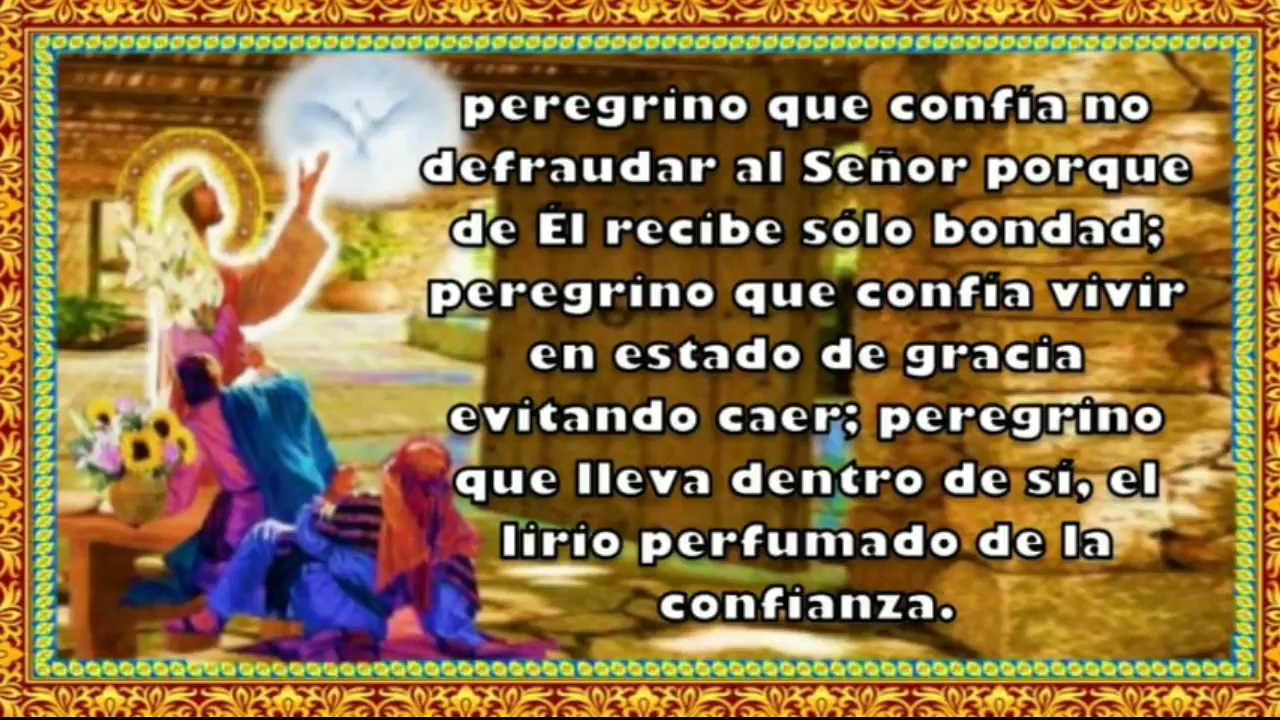 peregrino que confía no
defraudar al Señor porque
de Él recibe sólo bondad;
peregrino que confía vivir
en estado de gracia
evitando caer; peregrino
que lleva dentro de sí, el
lirio perfumado de la
confianza.